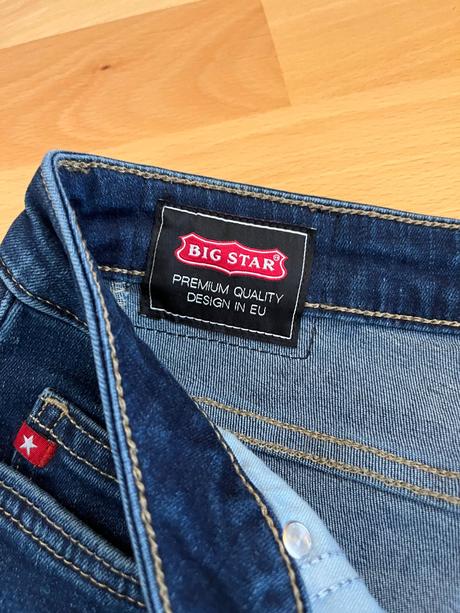 BIG STAR®
PREMIUM QUALITY
DESIGN IN EU